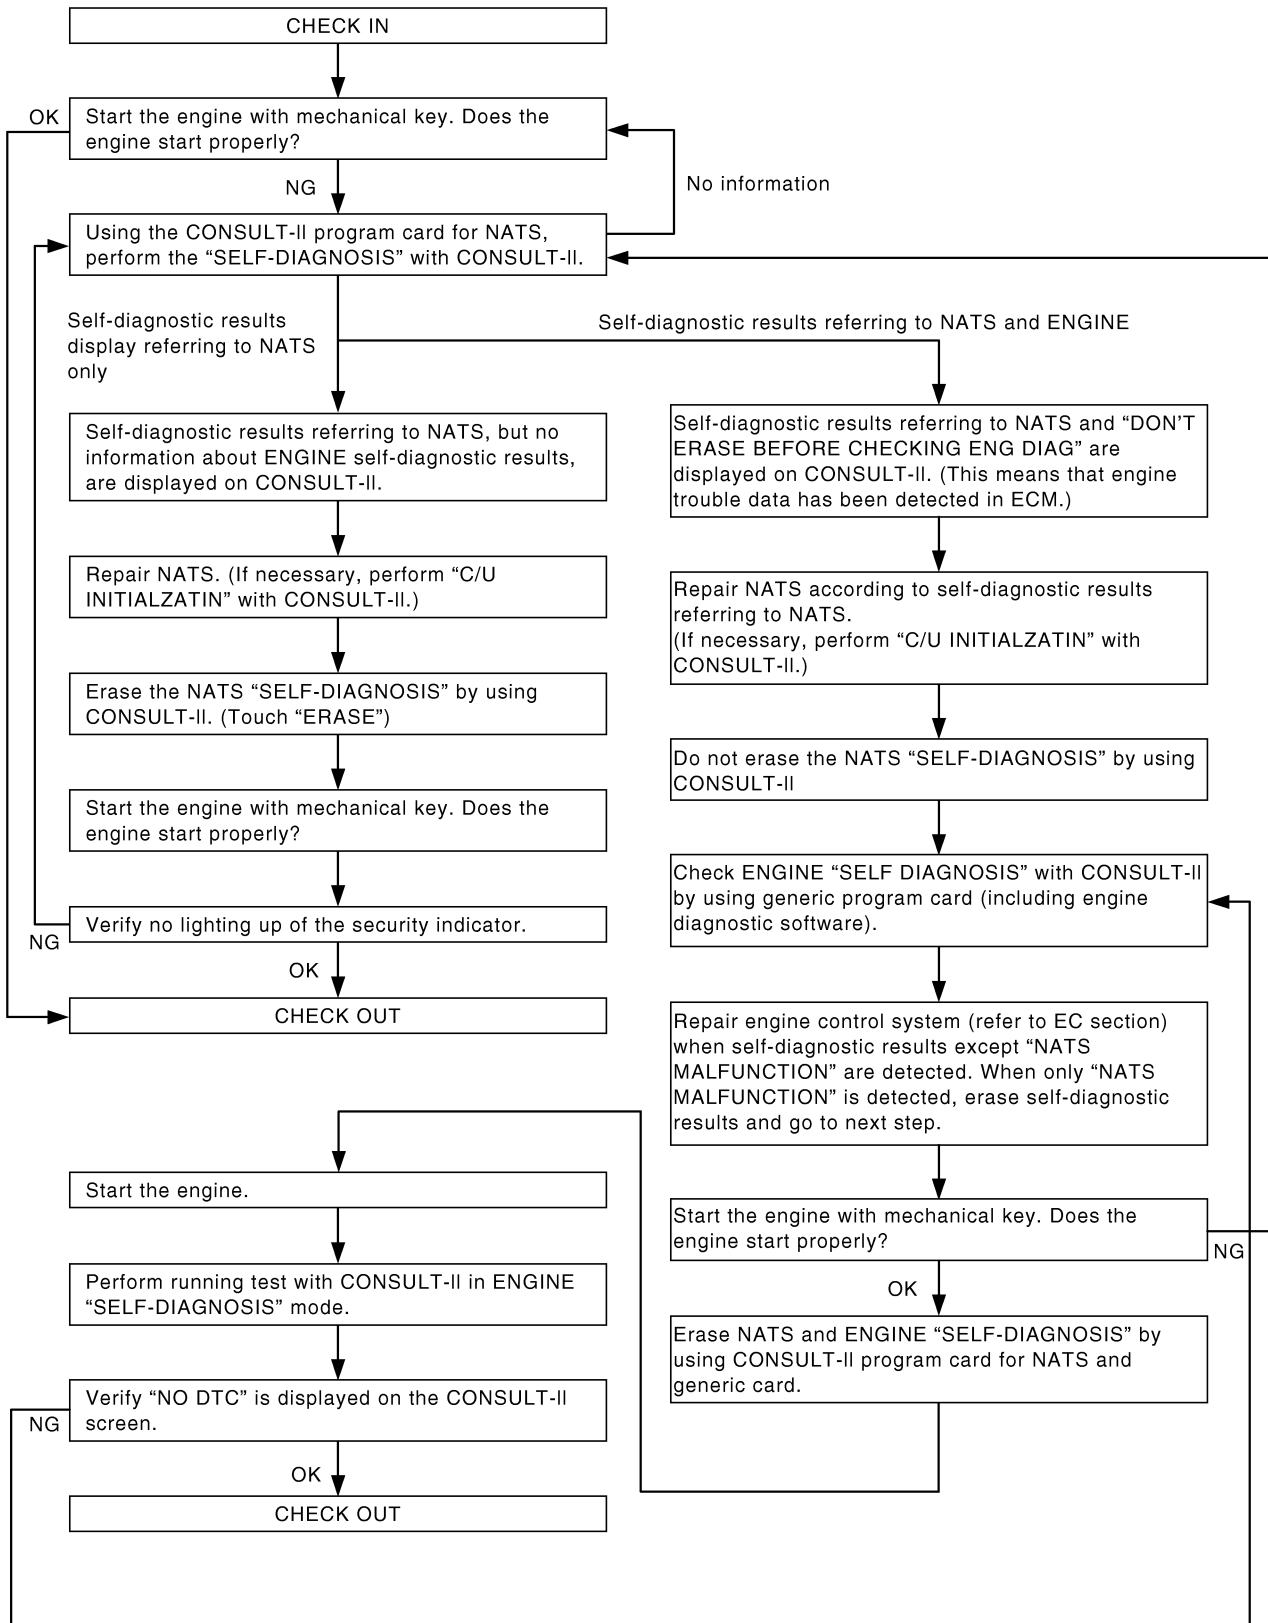 CHECK IN
OK
Start the engine with mechanical key. Does the
engine start properly?
No information
NG
Using the CONSULT-II program card for NATS,
perform the “SELF-DIAGNOSIS” with CONSULT-II.
Self-diagnostic results
display referring to NATS
only
Self-diagnostic results referring to NATS and ENGINE
Self-diagnostic results referring to NATS, but no
information about ENGINE self-diagnostic results,
are displayed on CONSULT-II.
Repair NATS. (If necessary, perform “C/U
INITIALZATIN” with CONSULT-II.)
Erase the NATS “SELF-DIAGNOSIS” by using
CONSULT-II. (Touch “ERASE”)
Start the engine with mechanical key. Does the
engine start properly?
Verify no lighting up of the security indicator.
NG
OK
CHECK OUT
Self-diagnostic results referring to NATS and “DON’T
ERASE BEFORE CHECKING ENG DIAG” are
displayed on CONSULT-II. (This means that engine
trouble data has been detected in ECM.)
Repair NATS according to self-diagnostic results
referring to NATS.
(If necessary, perform “C/U INITIALZATIN” with
CONSULT-II.)
Do not erase the NATS “SELF-DIAGNOSIS” by using
CONSULT-II
Check ENGINE “SELF DIAGNOSIS” with CONSULT-II
by using generic program card (including engine
diagnostic software).
Repair engine control system (refer to EC section)
when self-diagnostic results except “NATS
MALFUNCTION” are detected. When only “NATS
MALFUNCTION” is detected, erase self-diagnostic
results and go to next step.
Start the engine with mechanical key. Does the
engine start properly?
NG
OK
Erase NATS and ENGINE “SELF-DIAGNOSIS” by
using CONSULT-II program card for NATS and
generic card.
Start the engine.
Perform running test with CONSULT-II in ENGINE
“SELF-DIAGNOSIS” mode.
Verify “NO DTC” is displayed on the CONSULT-II
screen.
NG
OK
CHECK OUT